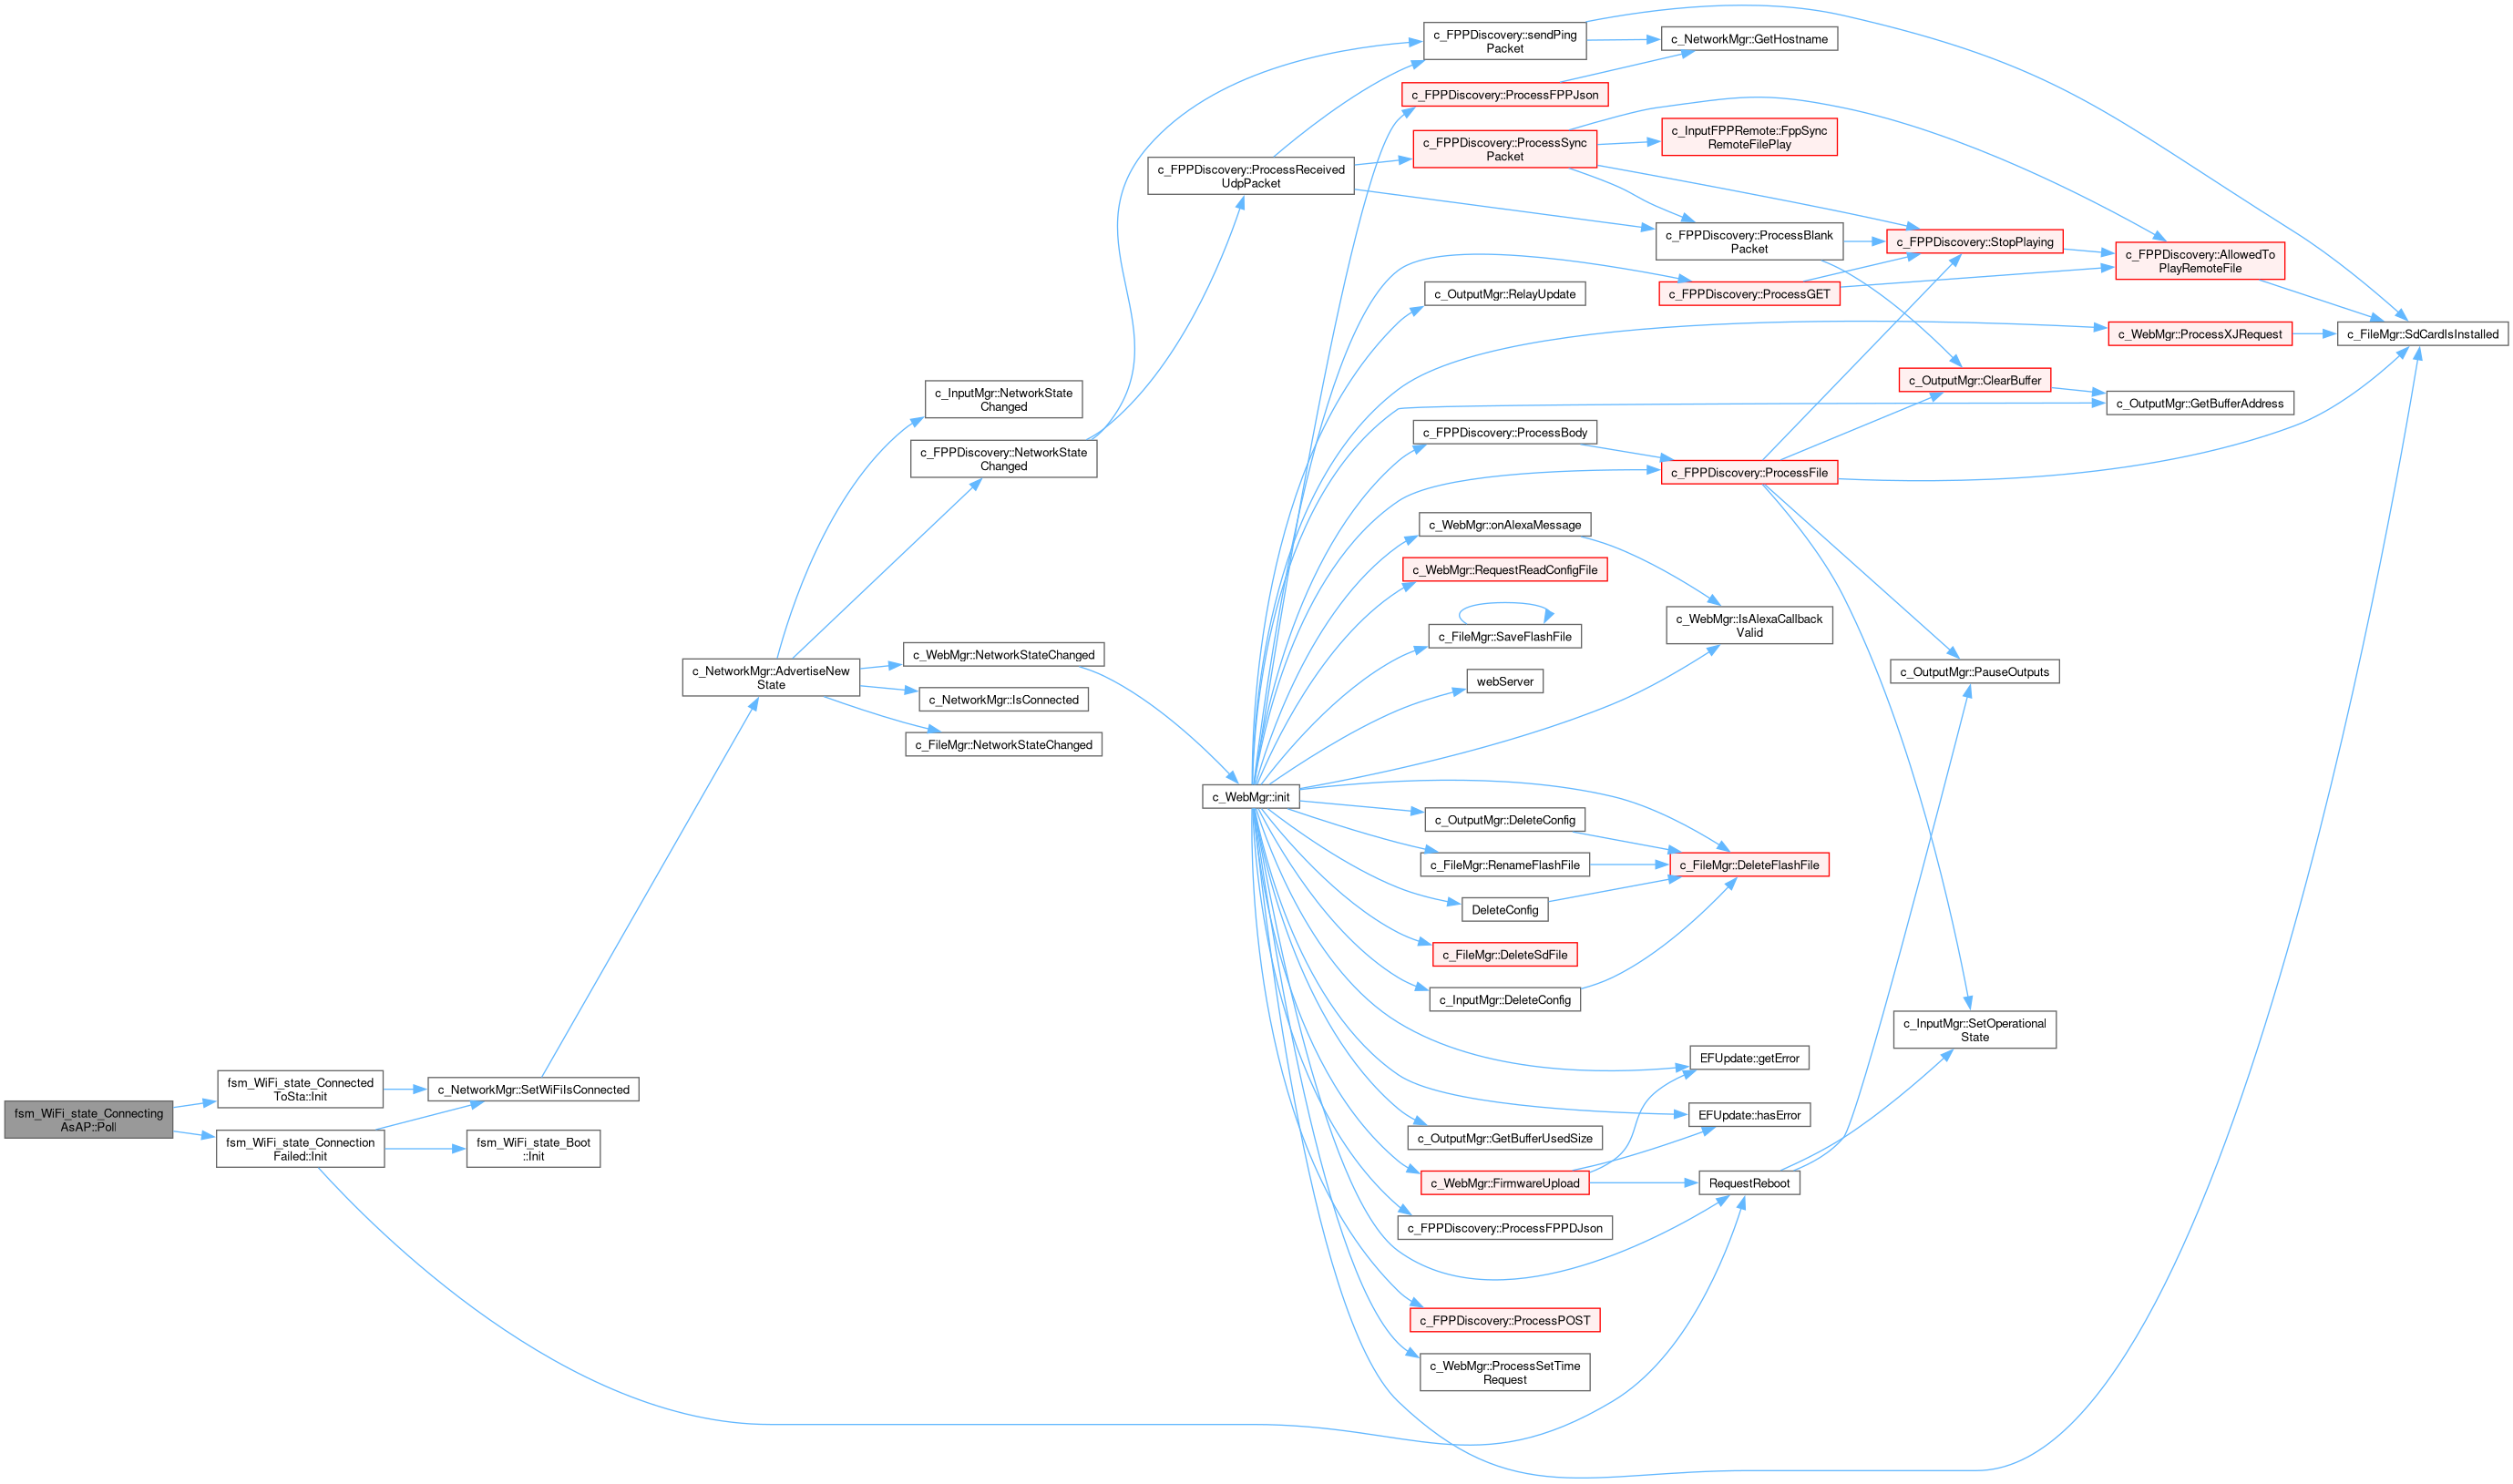 fsm_WiFi_state_Connecting
AsAP::Poll
fsm_WiFi_state_Connected
ToSta::Init
fsm_WiFi_state_Connection
Failed::Init
c_NetworkMgr::SetWiFiIsConnected
fsm_WiFi_state_Boot
::Init
c_NetworkMgr::AdvertiseNew
State
c_InputMgr::NetworkState
Changed
c_FPPDiscovery::NetworkState
Changed
c_WebMgr::NetworkStateChanged
c_NetworkMgr::IsConnected
c_FileMgr::NetworkStateChanged
c_FPPDiscovery::ProcessReceived
UdpPacket
c_WebMgr::init
c_FPPDiscovery::sendPing
Packet
c_FPPDiscovery::ProcessFPPJson
c_FPPDiscovery::ProcessSync
Packet
c_OutputMgr::RelayUpdate
c_FPPDiscovery::ProcessBody
c_WebMgr::onAlexaMessage
c_WebMgr::RequestReadConfigFile
c_FileMgr::SaveFlashFile
webServer
c_OutputMgr::DeleteConfig
c_FileMgr::RenameFlashFile
DeleteConfig
c_FileMgr::DeleteSdFile
c_InputMgr::DeleteConfig
c_OutputMgr::GetBufferUsedSize
c_WebMgr::FirmwareUpload
c_FPPDiscovery::ProcessFPPDJson
c_FPPDiscovery::ProcessPOST
c_WebMgr::ProcessSetTime
Request
c_NetworkMgr::GetHostname
c_InputFPPRemote::FppSync
RemoteFilePlay
c_FPPDiscovery::ProcessBlank
Packet
c_FPPDiscovery::ProcessGET
c_FPPDiscovery::ProcessFile
c_WebMgr::IsAlexaCallback
Valid
c_FileMgr::DeleteFlashFile
EFUpdate::getError
EFUpdate::hasError
RequestReboot
c_FPPDiscovery::StopPlaying
c_OutputMgr::ClearBuffer
c_OutputMgr::PauseOutputs
c_InputMgr::SetOperational
State
c_FPPDiscovery::AllowedTo
PlayRemoteFile
c_WebMgr::ProcessXJRequest
c_OutputMgr::GetBufferAddress
c_FileMgr::SdCardIsInstalled